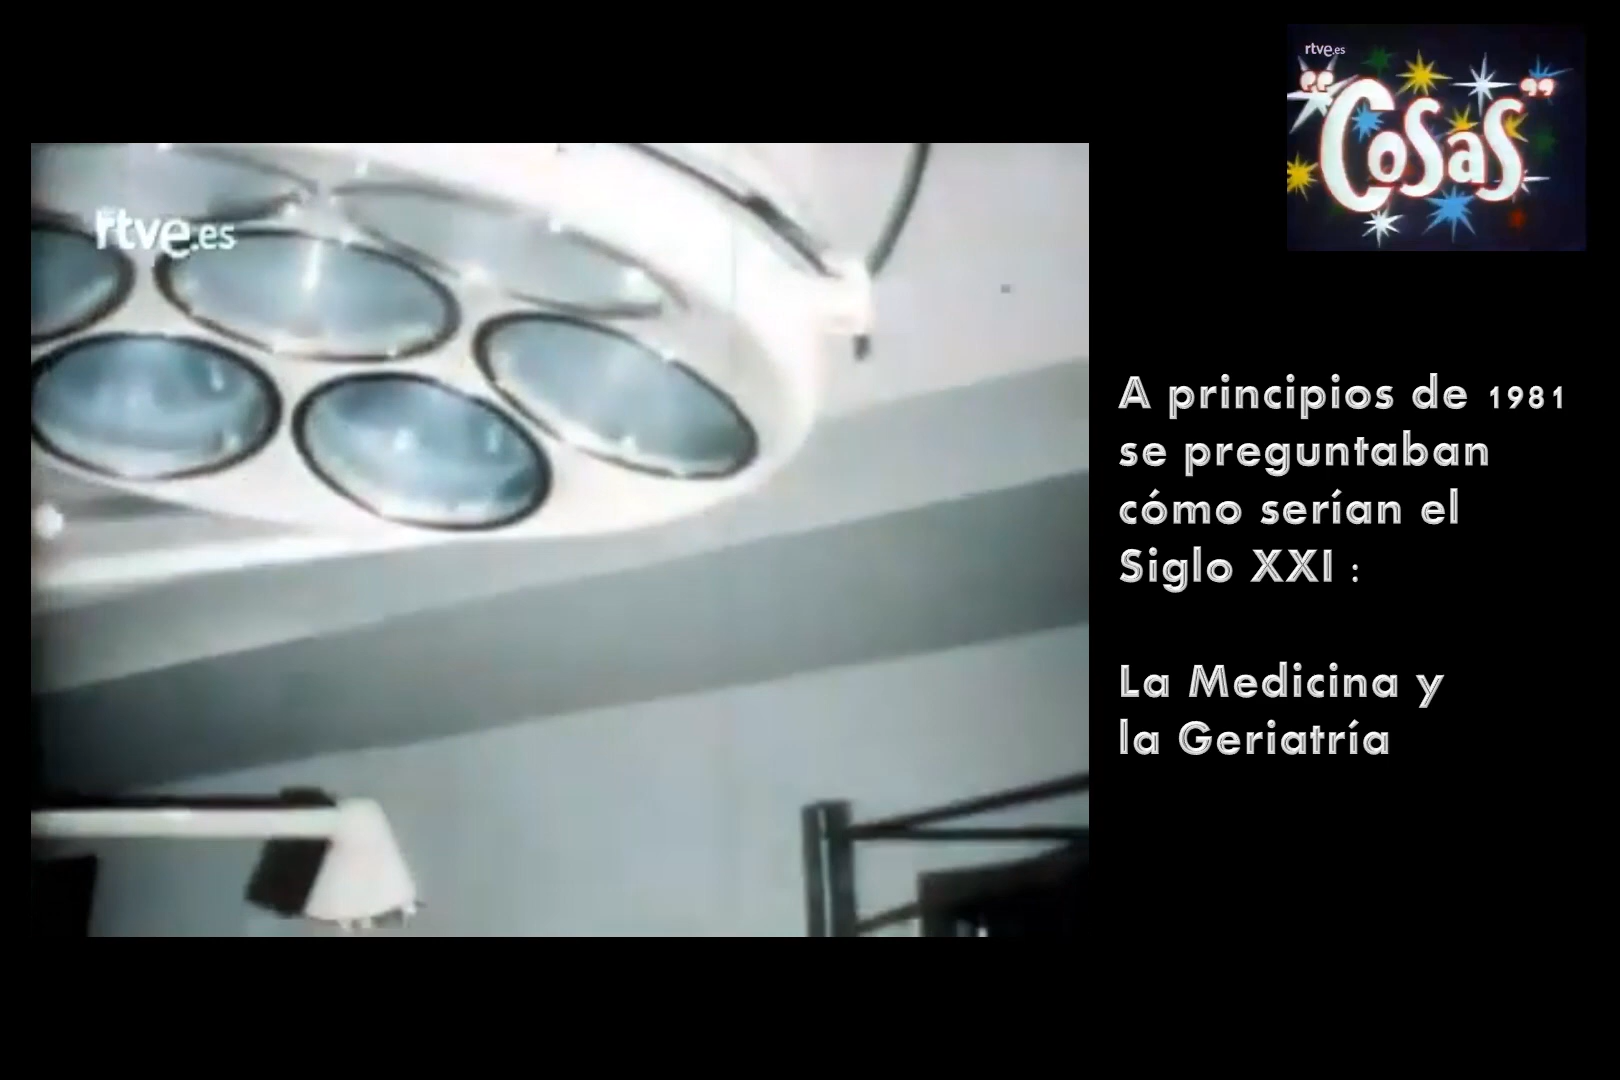 rtve.es
"CoSaS"
rtve.es
A principios de 1981
se preguntaban
cómo serían el
Siglo XXI :
La Medicina y
la Geriatría